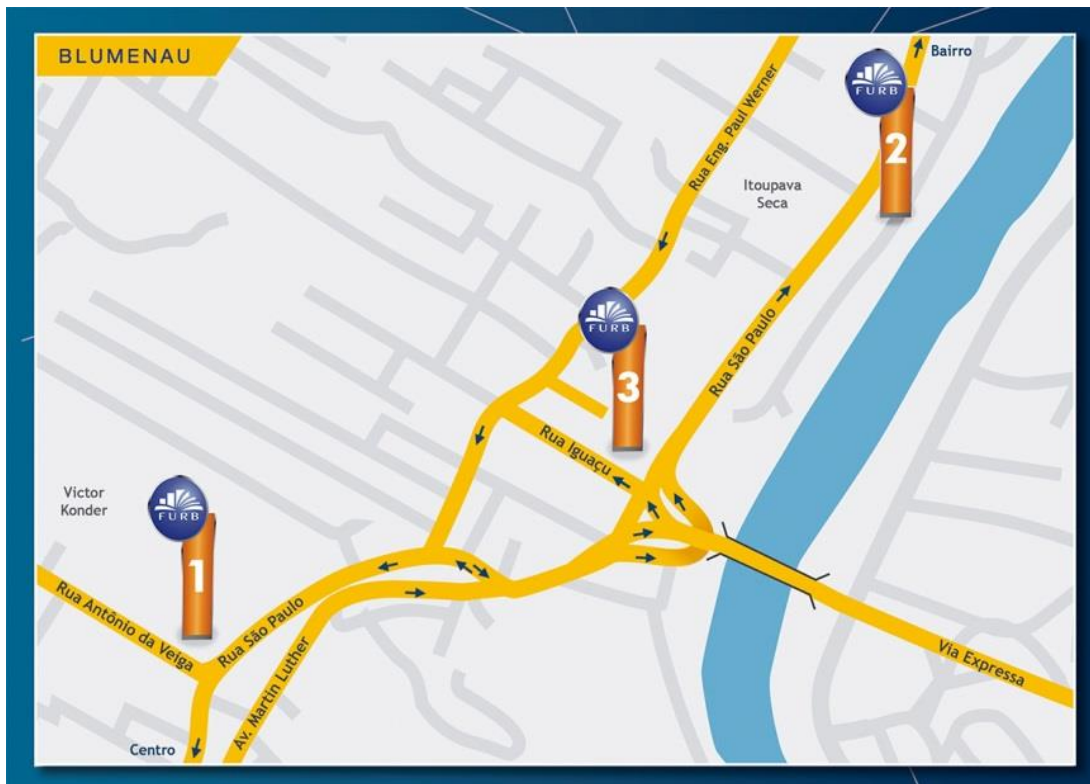 BLUMENAU
Bairro
FURB
2
Rua Eng. Paul Werner
Itoupava
Seca
FURB
3
Rua São Paulo
Rua Iguaçu
Victor
Konder
FURB
1
Rua Antônio da Veiga
Rua São Paulo
Av. Martin Luther
Via Expressa
Centro